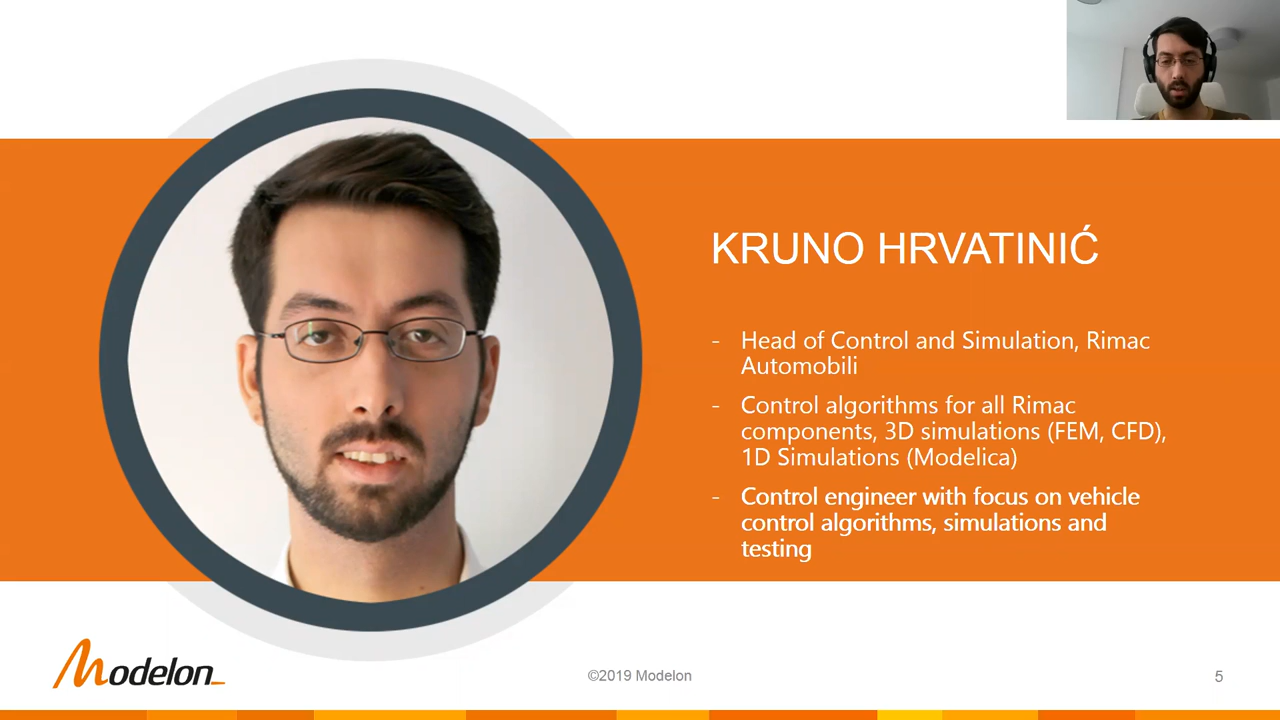 KRUNO HRVATINIĆ
- Head of Control and Simulation, Rimac
Automobili
- Control algorithms for all Rimac
components, 3D simulations (FEM, CFD),
1D Simulations (Modelica)
- Control engineer with focus on vehicle
control algorithms, simulations and
testing
Modelon
©2019 Modelon
5